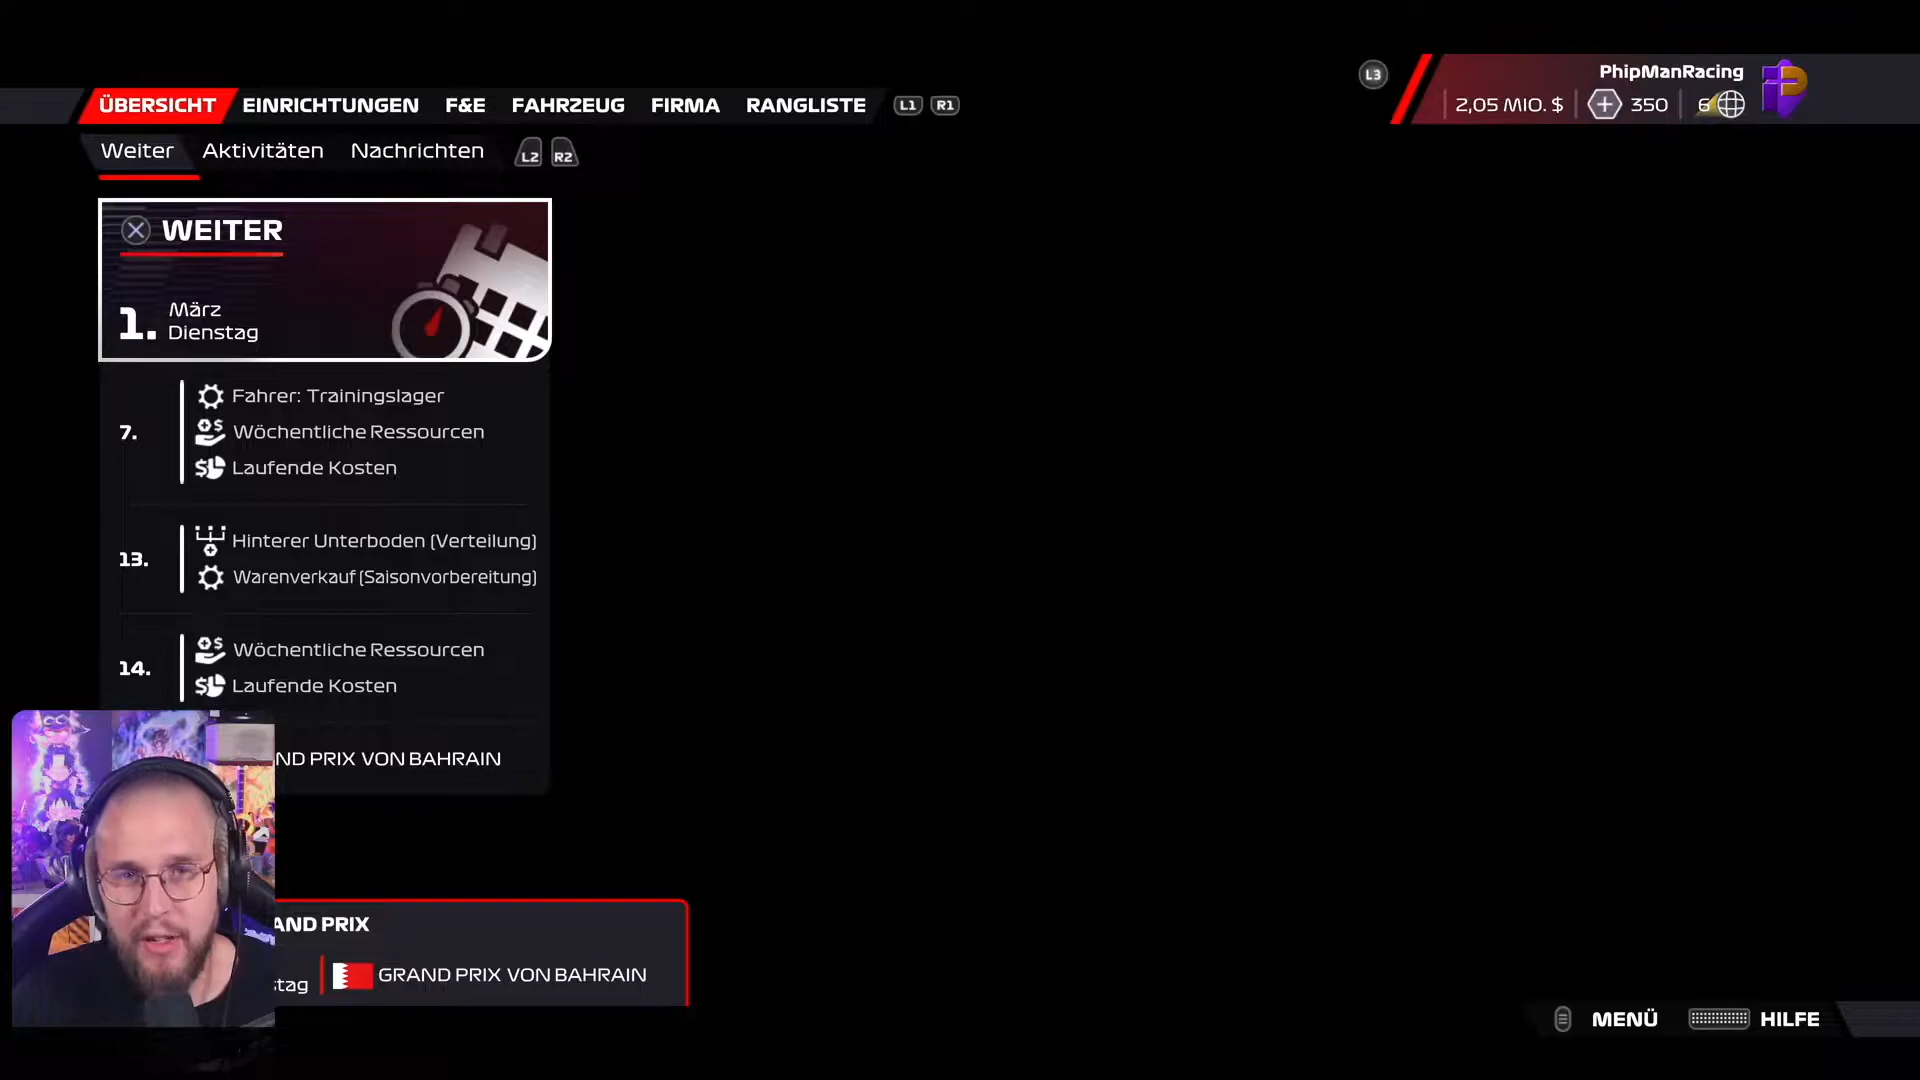 PhipManRacing
L3
2,05 MIO. $ 350 6
ÜBERSICHT EINRICHTUNGEN F&E FAHRZEUG FIRMA RANGLISTE L1 R1
Weiter Aktivitäten Nachrichten L2 R2
WEITER
1. März
Dienstag
7.
Fahrer: Trainingslager
Wöchentliche Ressourcen
Laufende Kosten
13.
Hinterer Unterboden (Verteilung)
Warenverkauf (Saisonvorbereitung)
14.
Wöchentliche Ressourcen
Laufende Kosten
ND PRIX VON BAHRAIN
AND PRIX
stag GRAND PRIX VON BAHRAIN
MENÜ HILFE